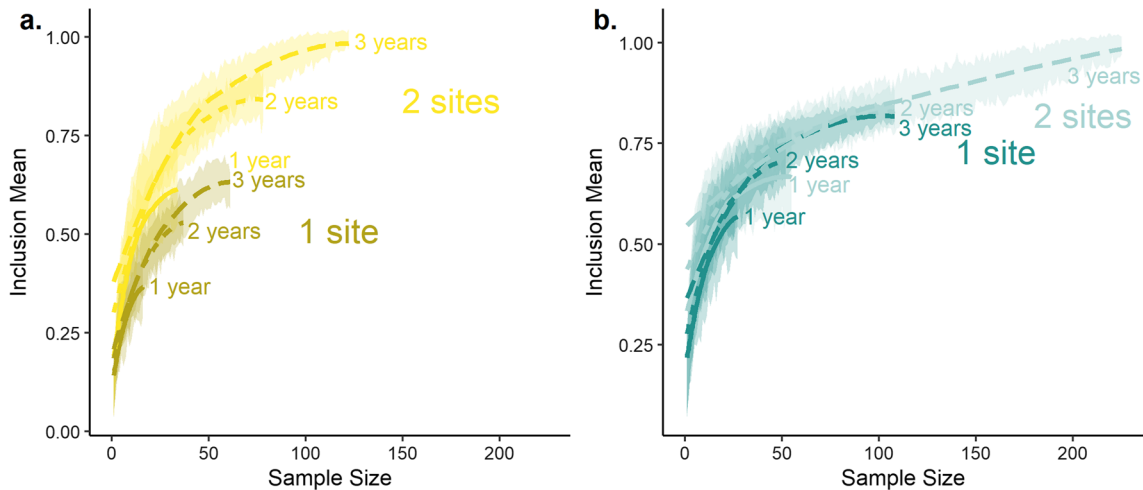 a.
1.00
0.75
0.50
0.25
0.00
Inclusion Mean
3 years
2 years
2 sites
1 year
3 years
2 years
1 site
1 year
0
50
100
150
200
Sample Size
b.
1.00
0.75
0.50
0.25
Inclusion Mean
3 years
2 years
2 sites
3 years
1 site
2 years
1 year
1 year
0
50
100
150
200
Sample Size